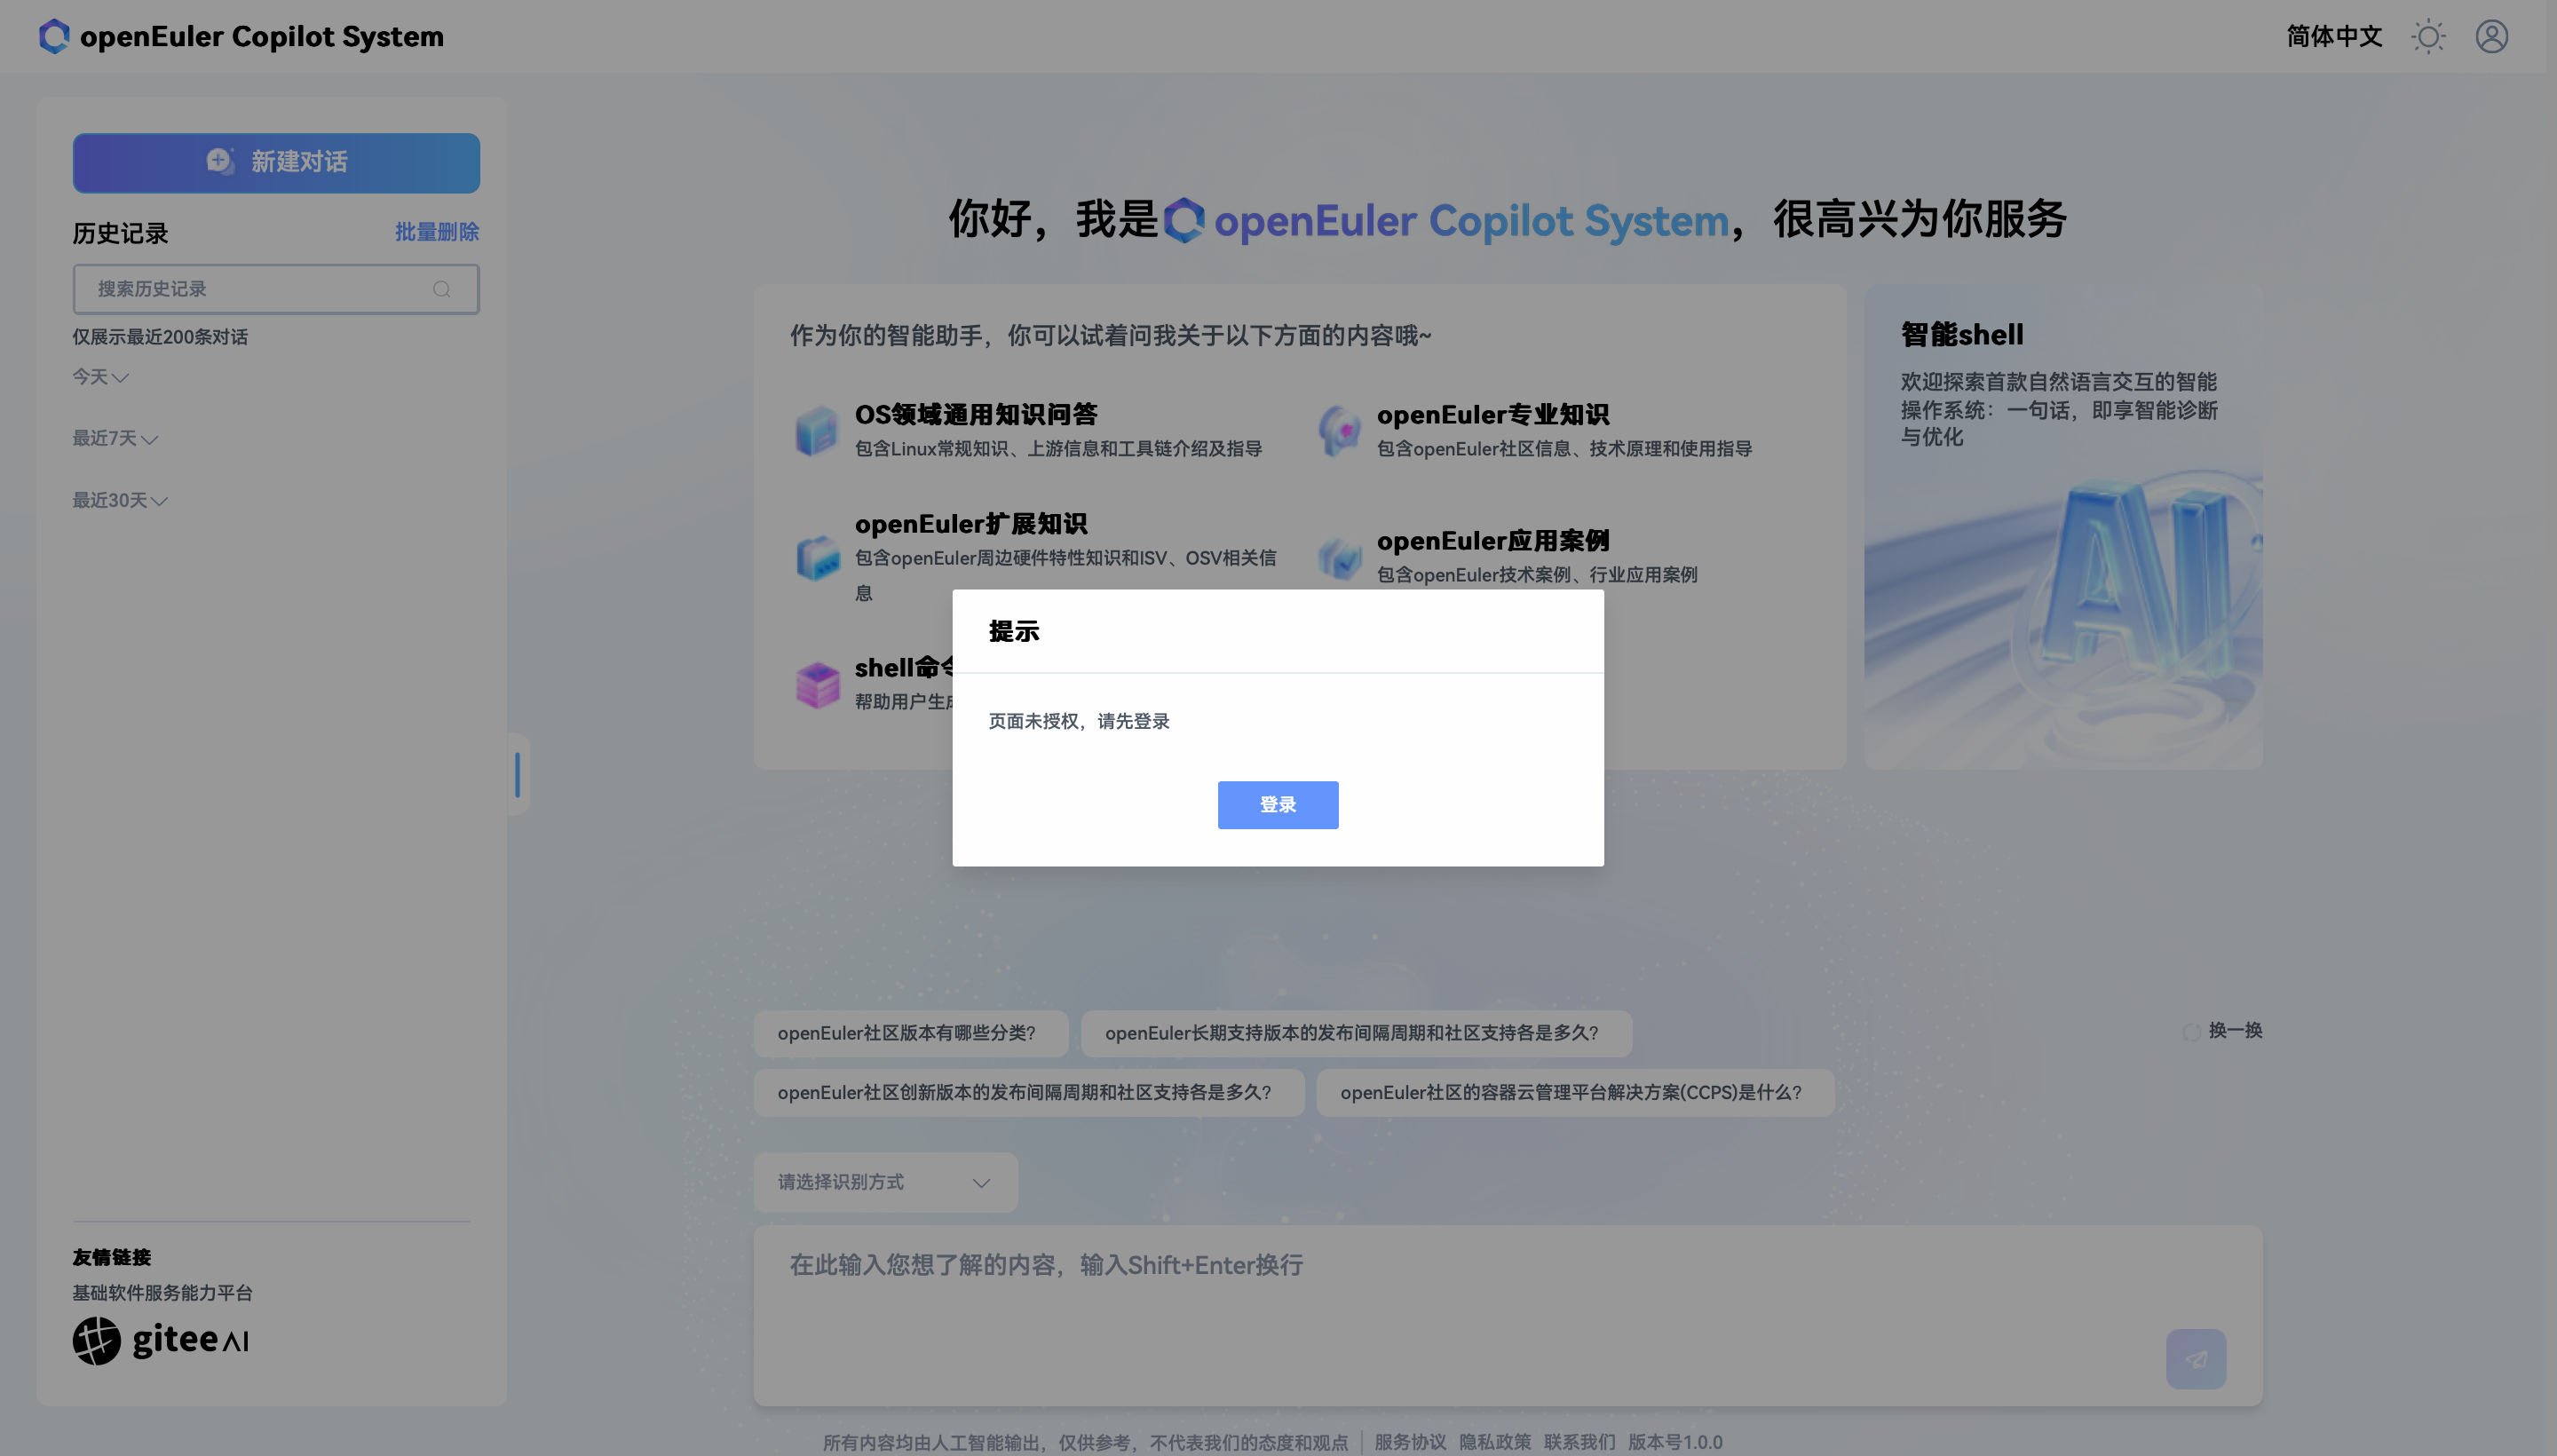 openEuler Copilot System
简体中文
新建对话
历史记录
批量删除
搜索历史记录
仅展示最近200条对话
今天
最近7天
最近30天
友情链接
基础软件服务能力平台
gitee AI
你好，我是 openEuler Copilot System，很高兴为你服务
作为你的智能助手，你可以试着问我关于以下方面的内容哦~
OS领域通用知识问答
包含Linux常规知识、上游信息和工具链介绍及指导
openEuler专业知识
包含openEuler社区信息、技术原理和使用指导
openEuler扩展知识
包含openEuler周边硬件特性知识和ISV、OSV相关信
息
openEuler应用案例
包含openEuler技术案例、行业应用案例
shell命令
帮助用户生成
智能shell
欢迎探索首款自然语言交互的智能
操作系统：一句话，即享智能诊断
与优化
AI
提示
页面未授权，请先登录
登录
openEuler社区版本有哪些分类？
openEuler长期支持版本的发布间隔周期和社区支持各是多久？
换一换
openEuler社区创新版本的发布间隔周期和社区支持各是多久？
openEuler社区的容器云管理平台解决方案(CCPS)是什么？
请选择识别方式
在此输入您想了解的内容，输入Shift+Enter换行
所有内容均由人工智能输出，仅供参考，不代表我们的态度和观点 | 服务协议 隐私政策 联系我们 版本号1.0.0